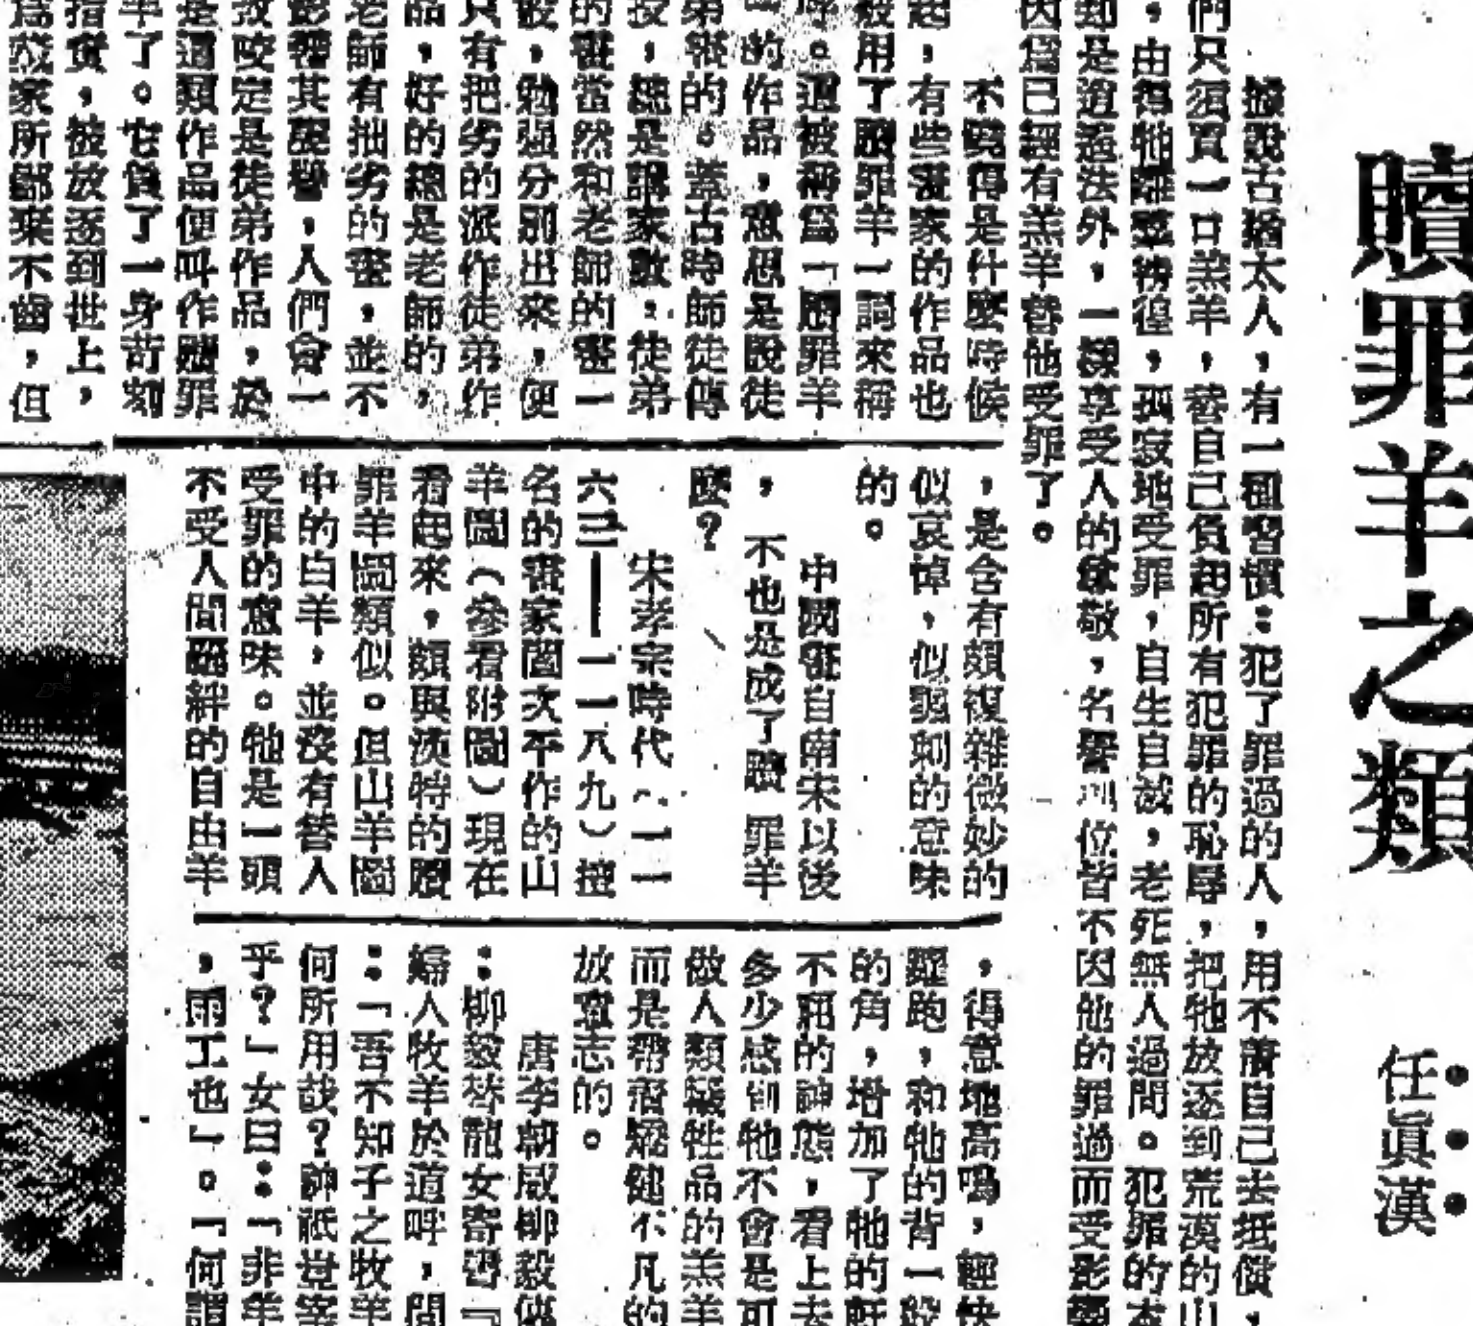 贖罪羊之類
任眞漢
據說古猶太人，有一種習慣：犯了罪過的人，用不着自己去抵償，
們只須買一口羔羊，替自己負起所有犯罪的恥辱，把牠放逐到荒漠的山
，由得牠離羣徬徨，孤寂地受罪，自生自滅，老死無人過問。犯罪的本
却是逍遙法外，一樣享受人的尊敬，名譽地位皆不因他的罪過而受影響
因爲已經有羔羊替他受罪了。
不曉得是什麼時候
起，有些畫家的作品也
被用了贖罪羊一詞來稱
呼。還被稱爲「贖罪羊
」的作品，意思是說徒
弟做的。蓋古時師徒傳
授，總是講家數，徒弟
的畫當然和老師的畫一
般，勉强分別出來，便
只有把劣的派作徒弟作
品，好的總是老師的，
老師有拙劣的畫，並不
影響其聲譽，人們會一
致咬定是徒弟作品，於
是這類作品便叫作贖罪
羊了。它負了一身苛刻
指責，被放逐到世上，
爲成家所鄙棄不齒，但
，是含有頗複雜微妙的
似哀悼，似諷刺的意味
的。
中國畫自南宋以後
，不也是成了贖罪羊
麼？
宋孝宗時代（一一
六三——一一八九）擅
名的畫家閻次平作的山
羊圖（參看附圖）現在
看起來，頗與漢特的贖
罪羊圖類似。但山羊圖
中的白羊，並沒有替人
受罪的意味。牠是一頭
不受人間羈絆的自由羊
，得意地高鳴，輕快
躍跑，和牠的背一般
的角，增加了牠的軒
不羈的神態，看上去
多少感到牠不會是可
做人類犧牲品的羔羊
而是帶着矯健不凡的
放寬志的。
唐李朝威柳毅傳
：柳毅替龍女寄書『
婦人牧羊於道畔，問
：「吾不知子之牧羊
何所用哉？神祇豈宰
乎？」女曰：「非羊
，雨工也」。「何謂